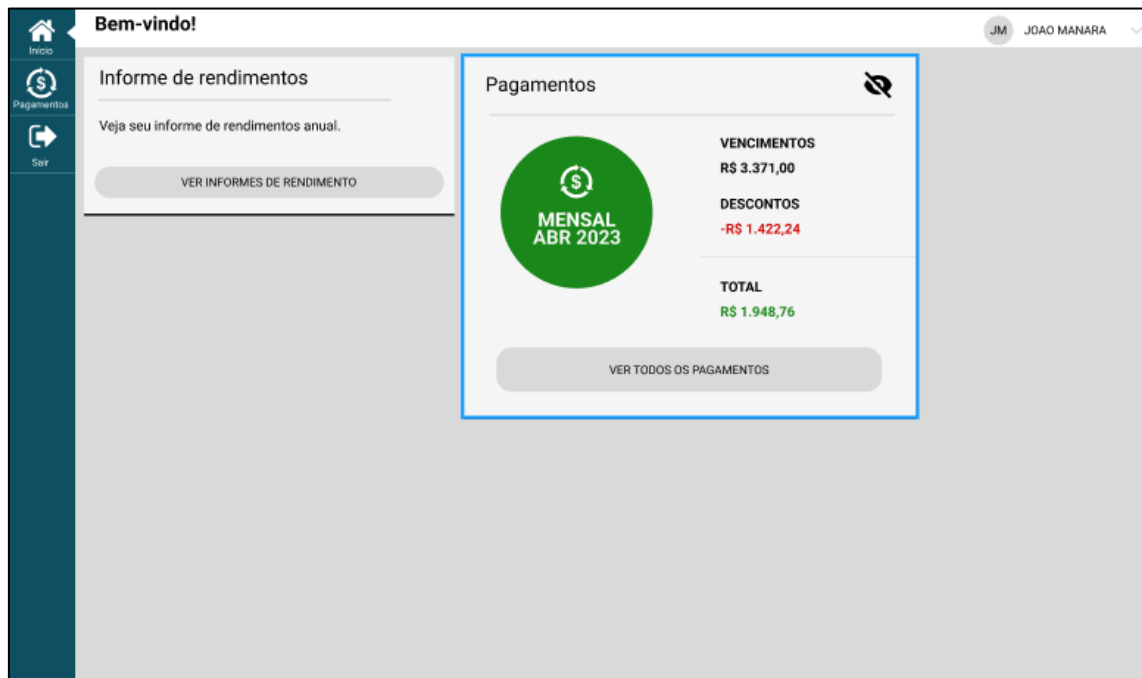 Início
Pagamentos
Sair
Bem-vindo!
JM JOAO MANARA
Informe de rendimentos
Veja seu informe de rendimentos anual.
VER INFORMES DE RENDIMENTO
Pagamentos
$
MENSAL
ABR 2023
VENCIMENTOS
R$ 3.371,00
DESCONTOS
-R$ 1.422,24
TOTAL
R$ 1.948,76
VER TODOS OS PAGAMENTOS